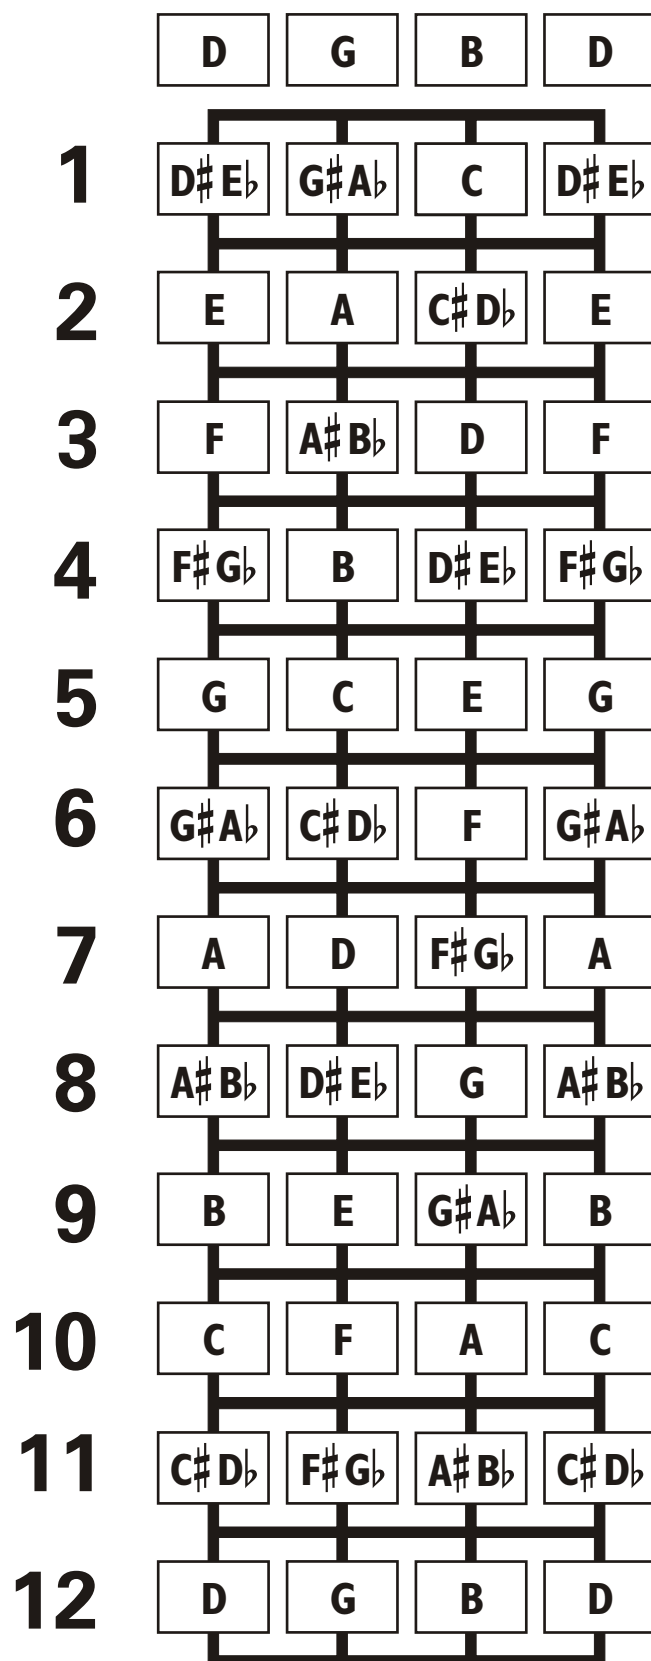 D G B D
1 D♯E♭ G♯A♭ C D♯E♭
2 E A C♯D♭ E
3 F A♯B♭ D F
4 F♯G♭ B D♯E♭ F♯G♭
5 G C E G
6 G♯A♭ C♯D♭ F G♯A♭
7 A D F♯G♭ A
8 A♯B♭ D♯E♭ G A♯B♭
9 B E G♯A♭ B
10 C F A C
11 C♯D♭ F♯G♭ A♯B♭ C♯D♭
12 D G B D